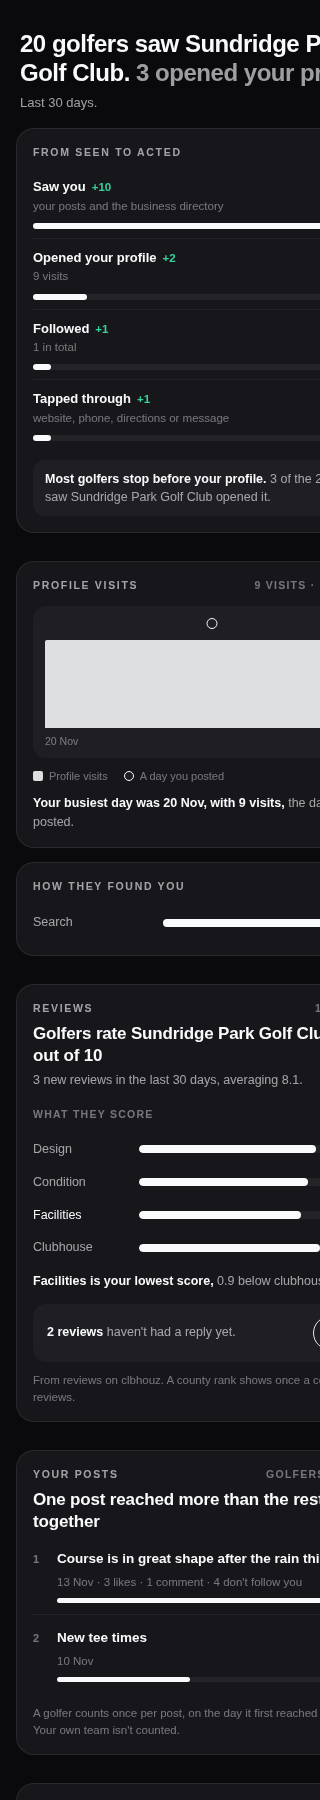 20 golfers saw Sundridge P
Golf Club. 3 opened your pr
Last 30 days.
FROM SEEN TO ACTED
Saw you +10
your posts and the business directory
Opened your profile +2
9 visits
Followed +1
1 in total
Tapped through +1
website, phone, directions or message
Most golfers stop before your profile. 3 of the 2
saw Sundridge Park Golf Club opened it.
PROFILE VISITS 9 VISITS ·
20 Nov
Profile visits A day you posted
Your busiest day was 20 Nov, with 9 visits, the da
posted.
HOW THEY FOUND YOU
Search
REVIEWS 1
Golfers rate Sundridge Park Golf Clu
out of 10
3 new reviews in the last 30 days, averaging 8.1.
WHAT THEY SCORE
Design
Condition
Facilities
Clubhouse
Facilities is your lowest score, 0.9 below clubhous
2 reviews haven't had a reply yet.
From reviews on clbhouz. A county rank shows once a co
reviews.
YOUR POSTS GOLFERS
One post reached more than the rest
together
1 Course is in great shape after the rain thi
13 Nov · 3 likes · 1 comment · 4 don't follow you
2 New tee times
10 Nov
A golfer counts once per post, on the day it first reached
Your own team isn't counted.